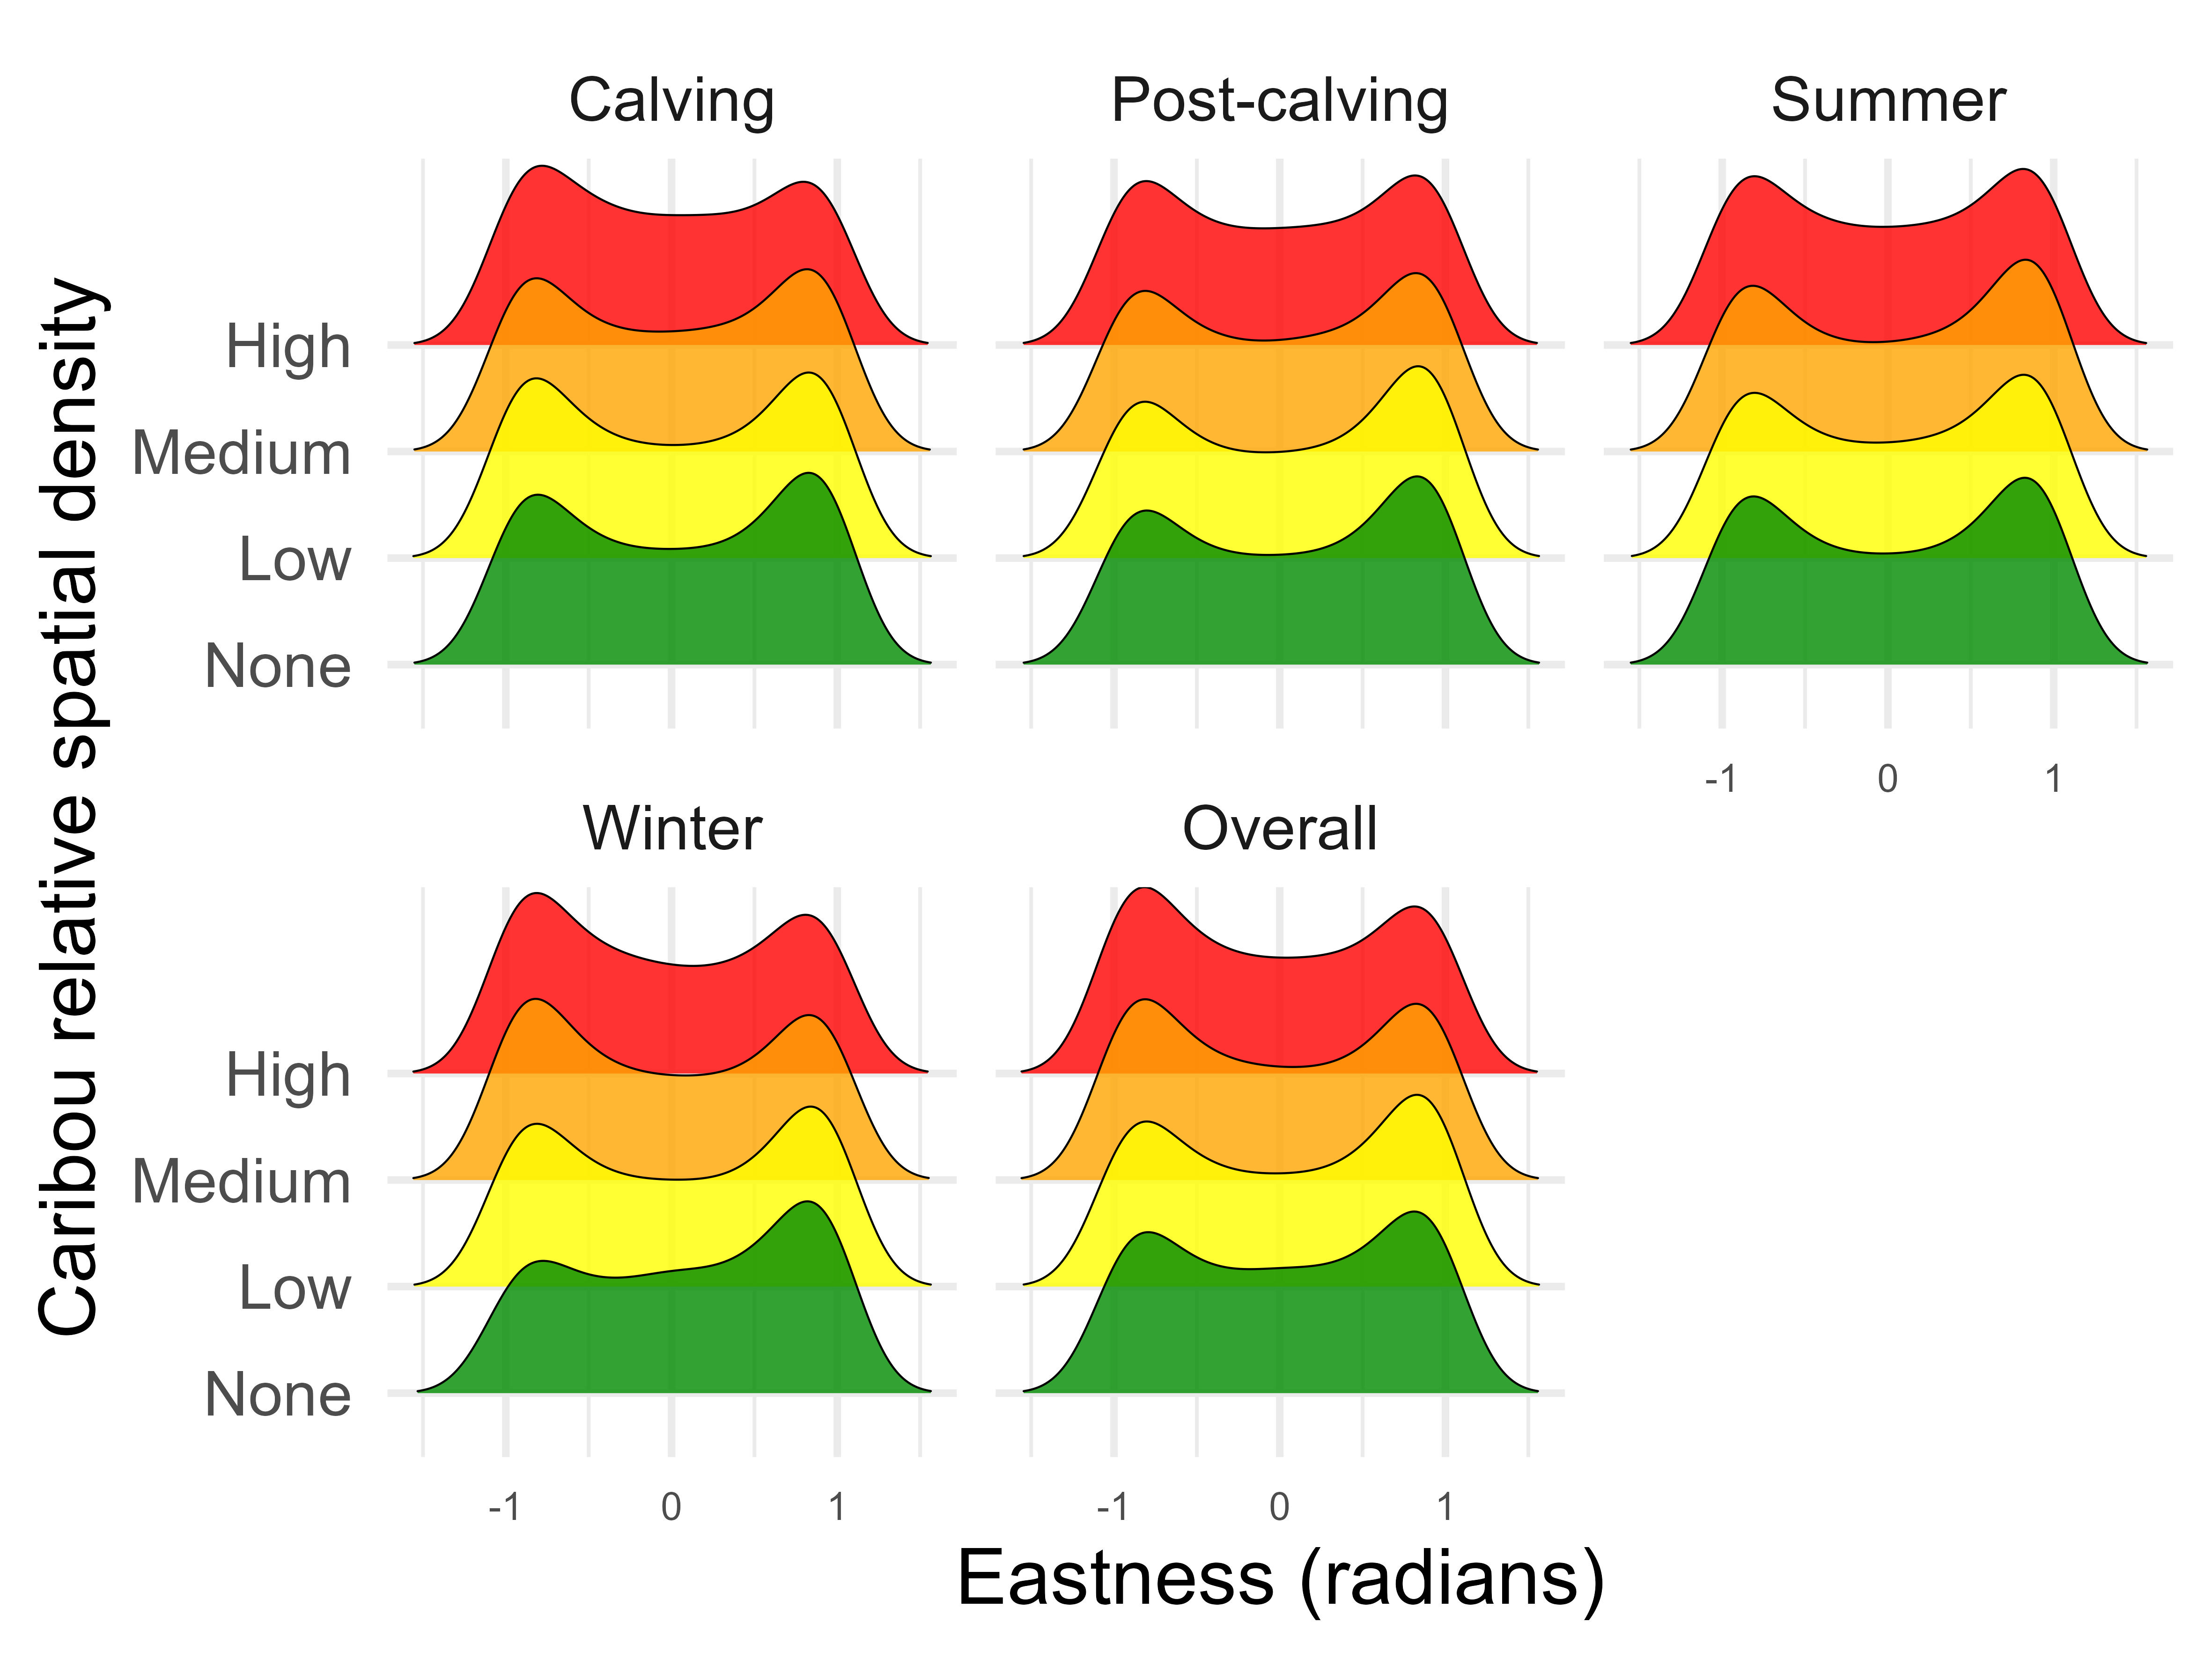 Calving
Post-calving
Summer
Caribou relative spatial density
High
Medium
Low
None
-1 0 1
Winter
Overall
High
Medium
Low
None
-1 0 1
-1 0 1
Eastness (radians)